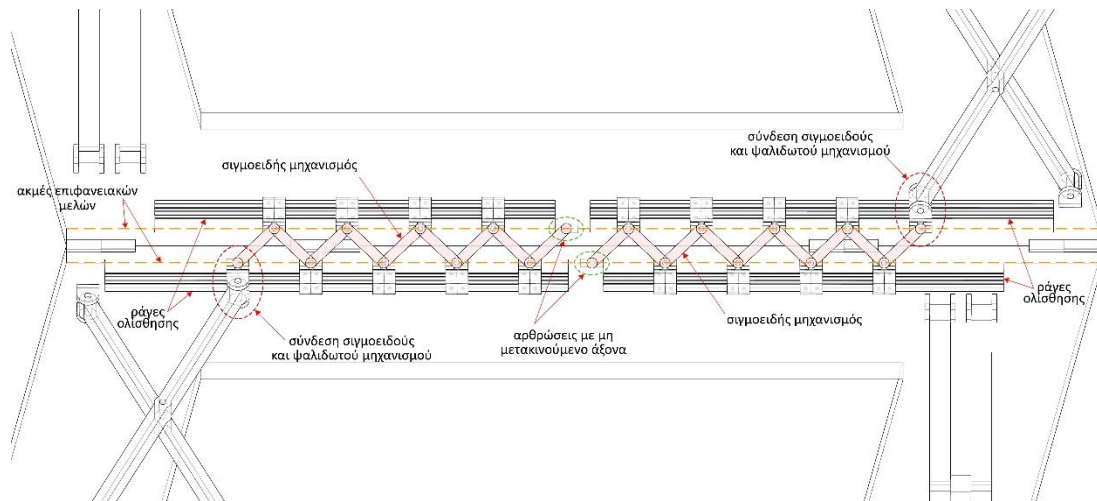 σύνδεση σιγμοειδούς
και ψαλιδωτού μηχανισμού
σιγμοειδής μηχανισμός
ακμές επιφανειακών
μελών
ράγες
ολίσθησης
σύνδεση σιγμοειδούς
και ψαλιδωτού μηχανισμού
αρθρώσεις με μη
μετακινούμενο άξονα
σιγμοειδής μηχανισμός
ράγες
ολίσθησης